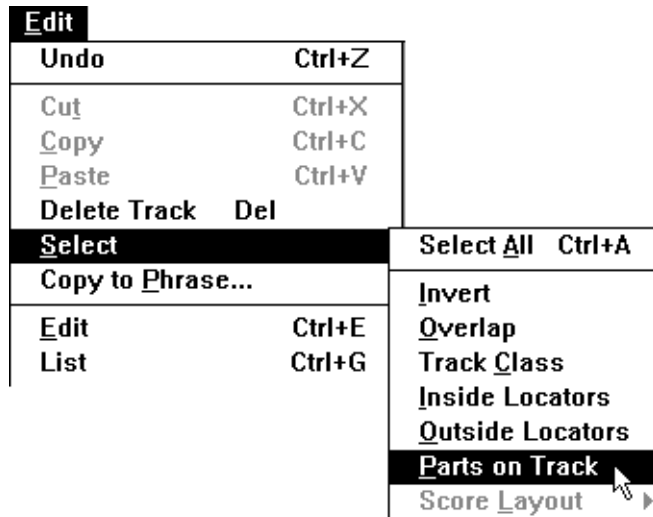 Edit
Undo Ctrl+Z
Cut Ctrl+X
Copy Ctrl+C
Paste Ctrl+V
Delete Track Del
Select
Copy to Phrase...
Edit Ctrl+E
List Ctrl+G
Select All Ctrl+A
Invert
Overlap
Track Class
Inside Locators
Outside Locators
Parts on Track
Score Layout